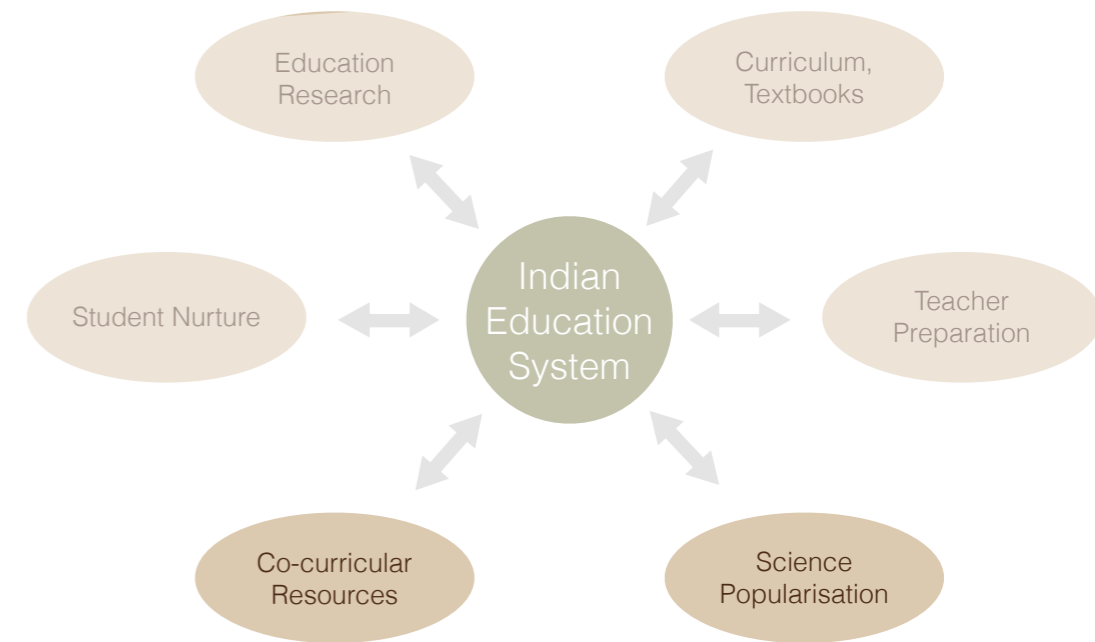 Education
Research
Curriculum,
Textbooks
Student Nurture
Indian
Education
System
Teacher
Preparation
Co-curricular
Resources
Science
Popularisation